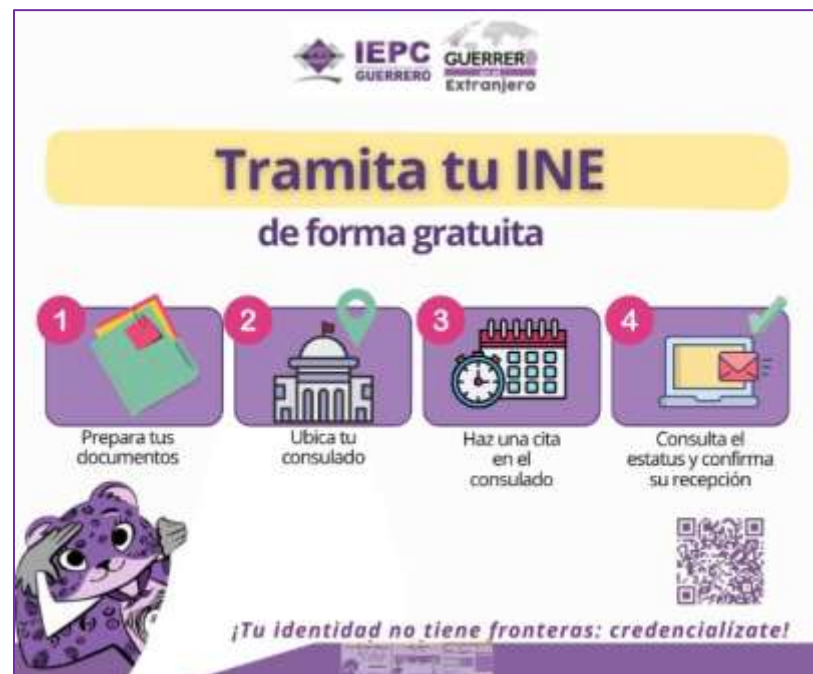 IEPC
GUERRERO
GUERRERO
Extranjero
Tramita tu INE
de forma gratuita
1
Prepara tus
documentos
2
Ubica tu
consulado
3
Haz una cita
en el
consulado
4
Consulta el
estatus y confirma
su recepción
¡Tu identidad no tiene fronteras: credencialízate!